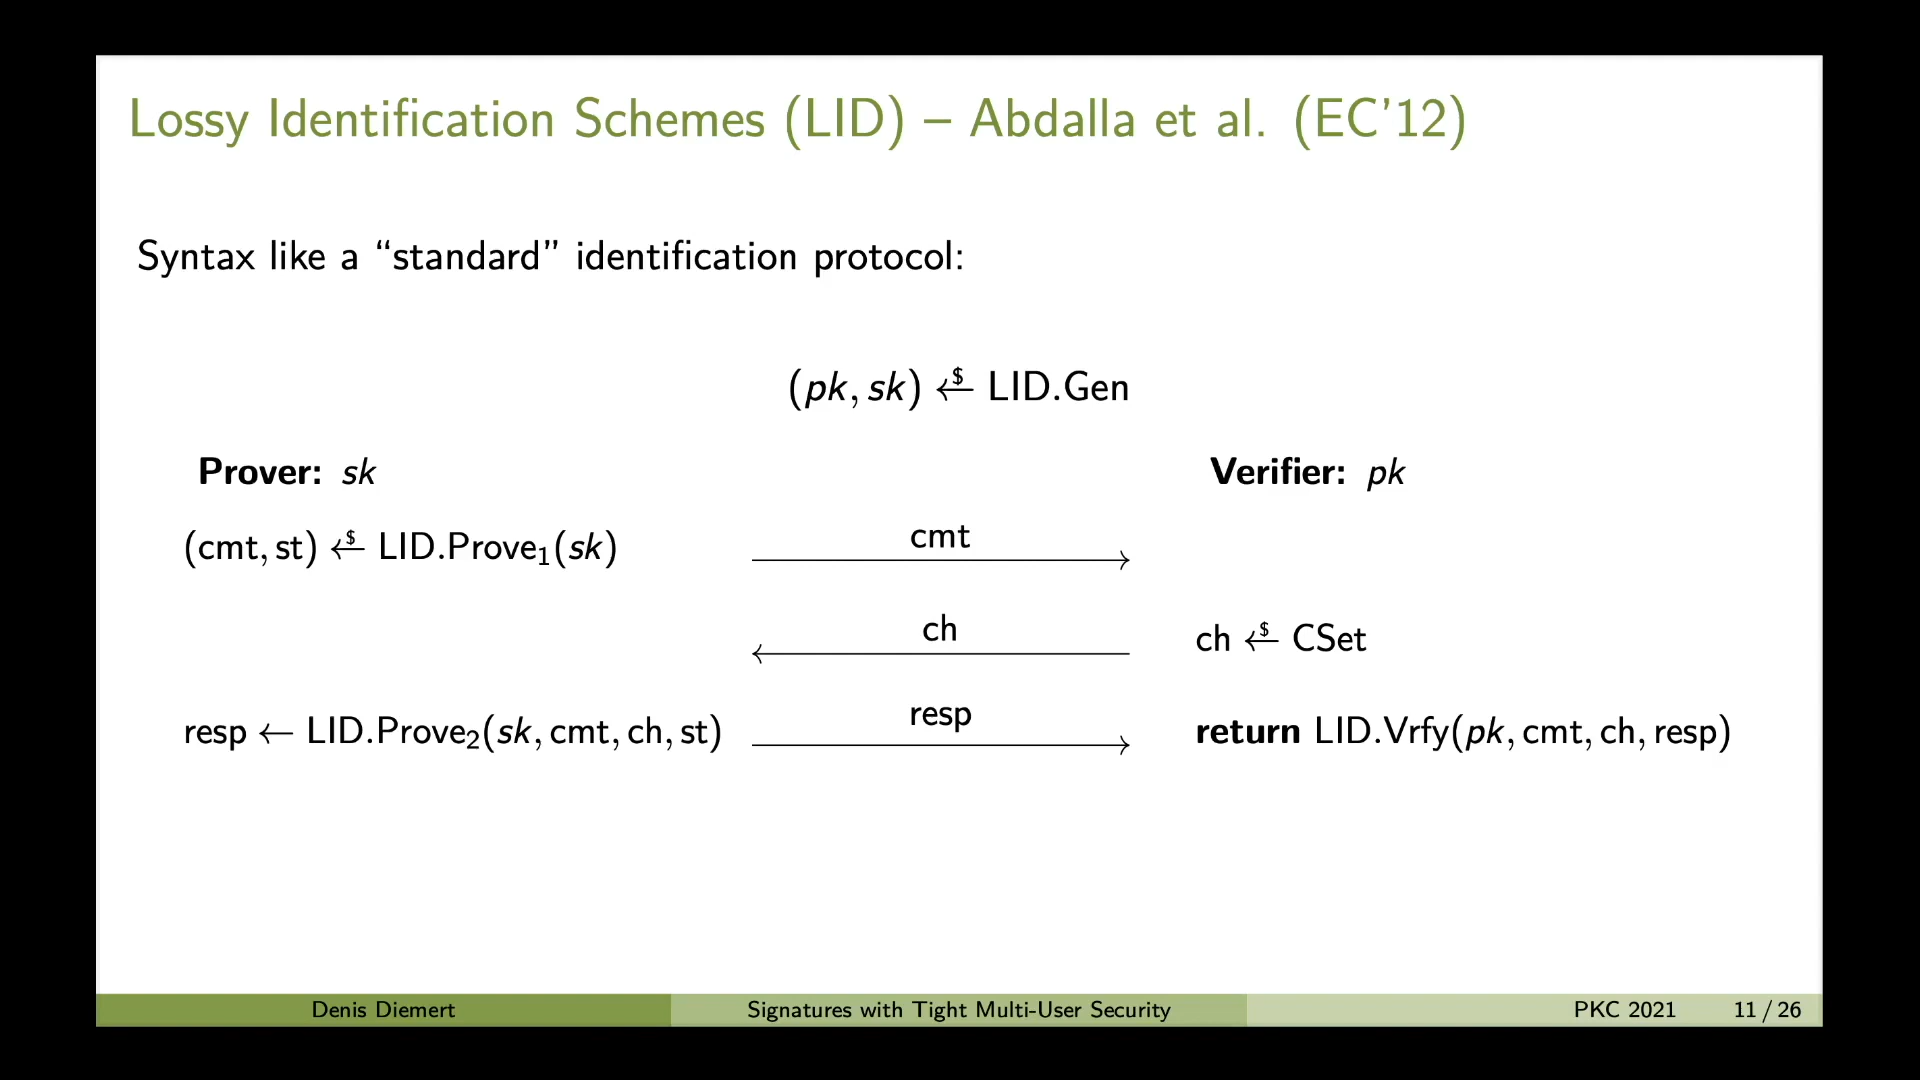 Lossy Identification Schemes (LID) – Abdalla et al. (EC’12)
Syntax like a “standard” identification protocol:
(pk, sk) ←$ LID.Gen
Prover: sk
Verifier: pk
(cmt, st) ←$ LID.Prove₁(sk)
cmt
ch
ch ←$ CSet
resp ← LID.Prove₂(sk, cmt, ch, st)
resp
return LID.Vrfy(pk, cmt, ch, resp)
Denis Diemert
Signatures with Tight Multi-User Security
PKC 2021
11 / 26